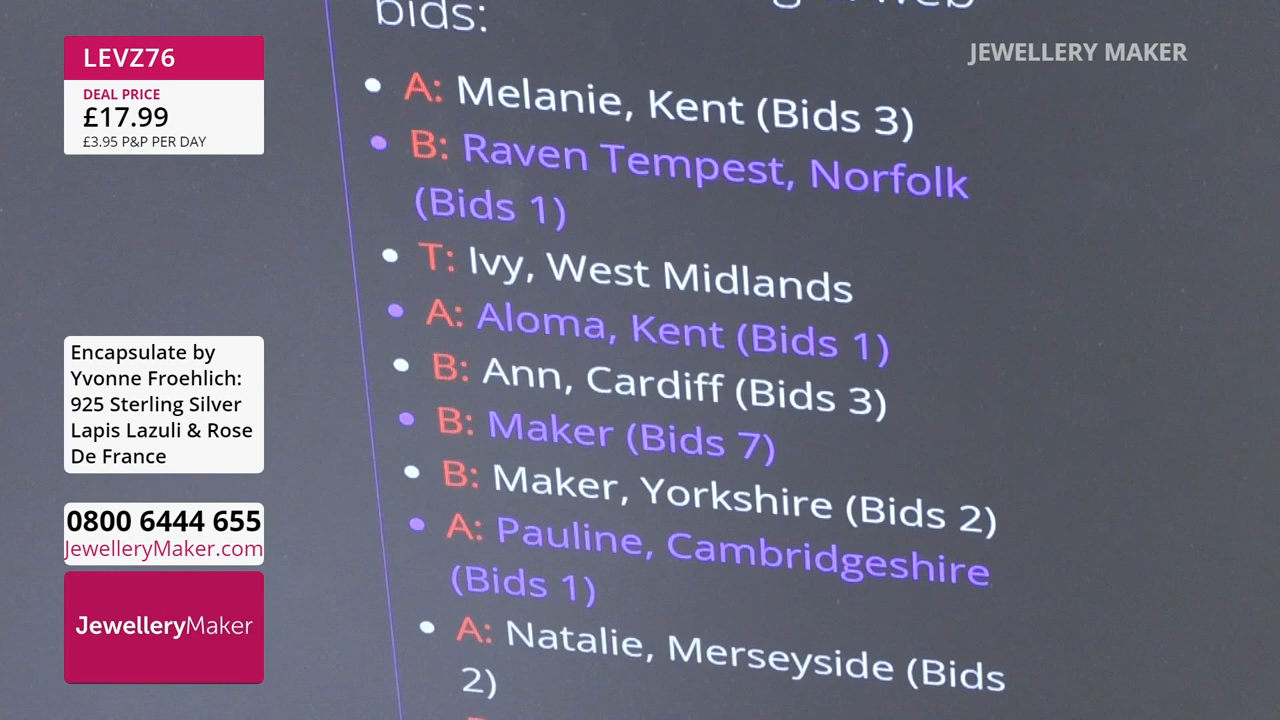 LEVZ76
DEAL PRICE
£17.99
£3.95 P&P PER DAY
Encapsulate by
Yvonne Froehlich:
925 Sterling Silver
Lapis Lazuli & Rose
De France
0800 6444 655
JewelleryMaker.com
JewelleryMaker
JEWELLERY MAKER
web
bids:
A: Melanie, Kent (Bids 3)
B: Raven Tempest, Norfolk
(Bids 1)
T: Ivy, West Midlands
A: Aloma, Kent (Bids 1)
B: Ann, Cardiff (Bids 3)
B: Maker (Bids 7)
B: Maker, Yorkshire (Bids 2)
A: Pauline, Cambridgeshire
(Bids 1)
A: Natalie, Merseyside (Bids
2)